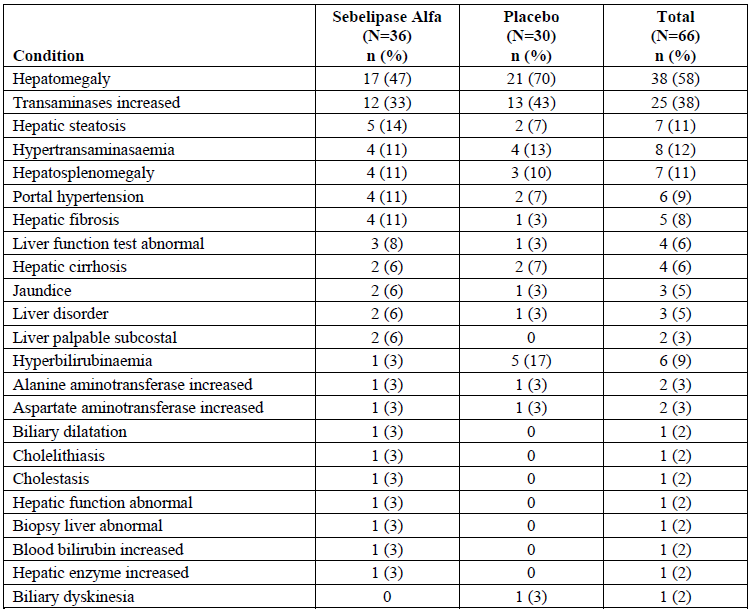 Condition Sebelipase Alfa (N=36) n (%) Placebo (N=30) n (%) Total (N=66) n (%)
Hepatomegaly 17 (47) 21 (70) 38 (58)
Transaminases increased 12 (33) 13 (43) 25 (38)
Hepatic steatosis 5 (14) 2 (7) 7 (11)
Hypertransaminasaemia 4 (11) 4 (13) 8 (12)
Hepatosplenomegaly 4 (11) 3 (10) 7 (11)
Portal hypertension 4 (11) 2 (7) 6 (9)
Hepatic fibrosis 4 (11) 1 (3) 5 (8)
Liver function test abnormal 3 (8) 1 (3) 4 (6)
Hepatic cirrhosis 2 (6) 2 (7) 4 (6)
Jaundice 2 (6) 1 (3) 3 (5)
Liver disorder 2 (6) 1 (3) 3 (5)
Liver palpable subcostal 2 (6) 0 2 (3)
Hyperbilirubinaemia 1 (3) 5 (17) 6 (9)
Alanine aminotransferase increased 1 (3) 1 (3) 2 (3)
Aspartate aminotransferase increased 1 (3) 1 (3) 2 (3)
Biliary dilatation 1 (3) 0 1 (2)
Cholelithiasis 1 (3) 0 1 (2)
Cholestasis 1 (3) 0 1 (2)
Hepatic function abnormal 1 (3) 0 1 (2)
Biopsy liver abnormal 1 (3) 0 1 (2)
Blood bilirubin increased 1 (3) 0 1 (2)
Hepatic enzyme increased 1 (3) 0 1 (2)
Biliary dyskinesia 0 1 (3) 1 (2)